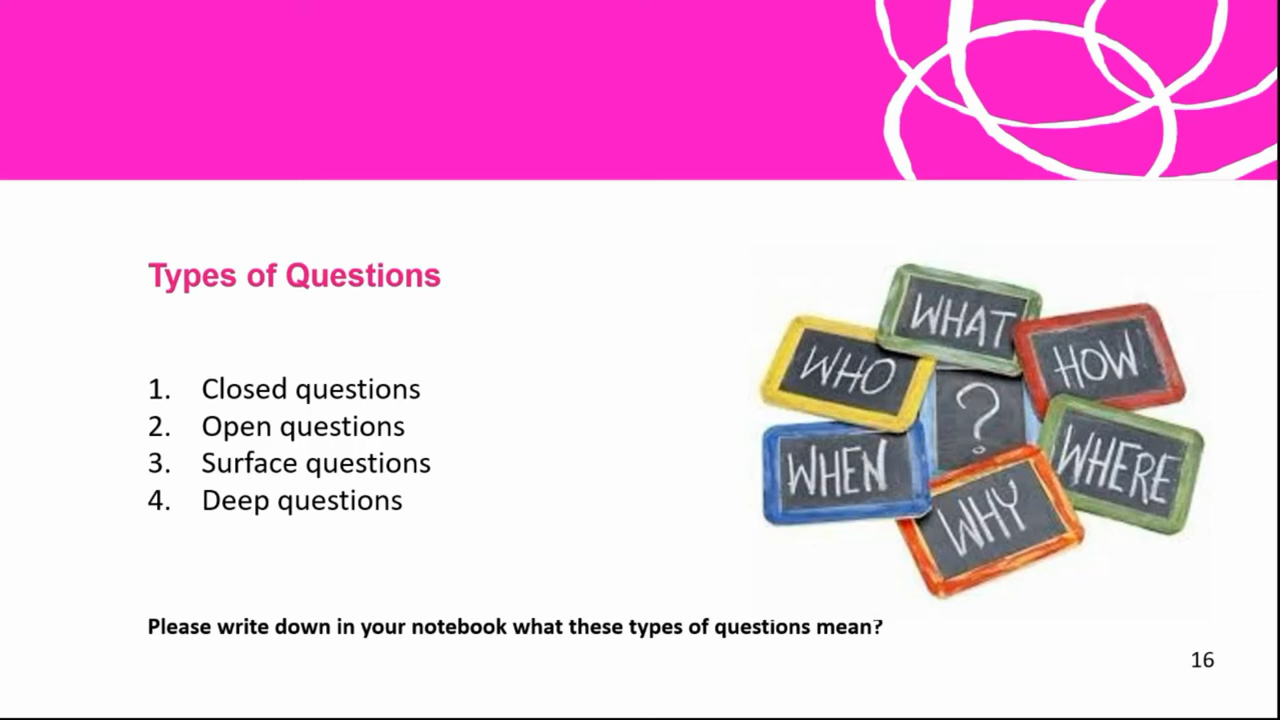 Types of Questions
1. Closed questions
2. Open questions
3. Surface questions
4. Deep questions
WHAT
WHO
HOW
?
WHEN
WHERE
WHY
Please write down in your notebook what these types of questions mean?
16